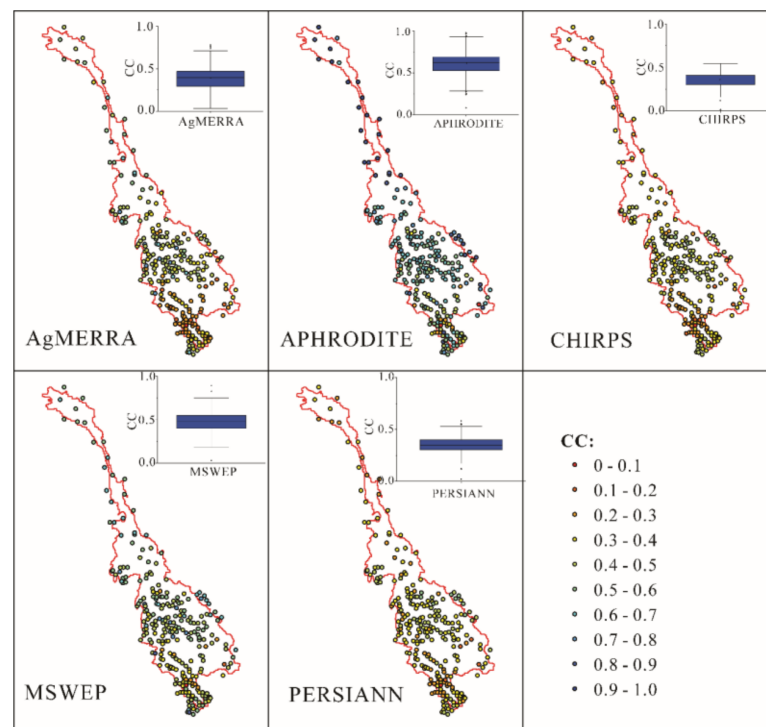 1.0
CC
0.5
0.0
AgMERRA
AgMERRA
1.0
CC
0.5
0.0
APHRODITE
APHRODITE
1.0
CC
0.5
0.0
CHIRPS
CHIRPS
1.0
CC
0.5
0.0
MSWEP
MSWEP
1.0
CC
0.5
0.0
PERSIANN
PERSIANN
CC:
0 - 0.1
0.1 - 0.2
0.2 - 0.3
0.3 - 0.4
0.4 - 0.5
0.5 - 0.6
0.6 - 0.7
0.7 - 0.8
0.8 - 0.9
0.9 - 1.0